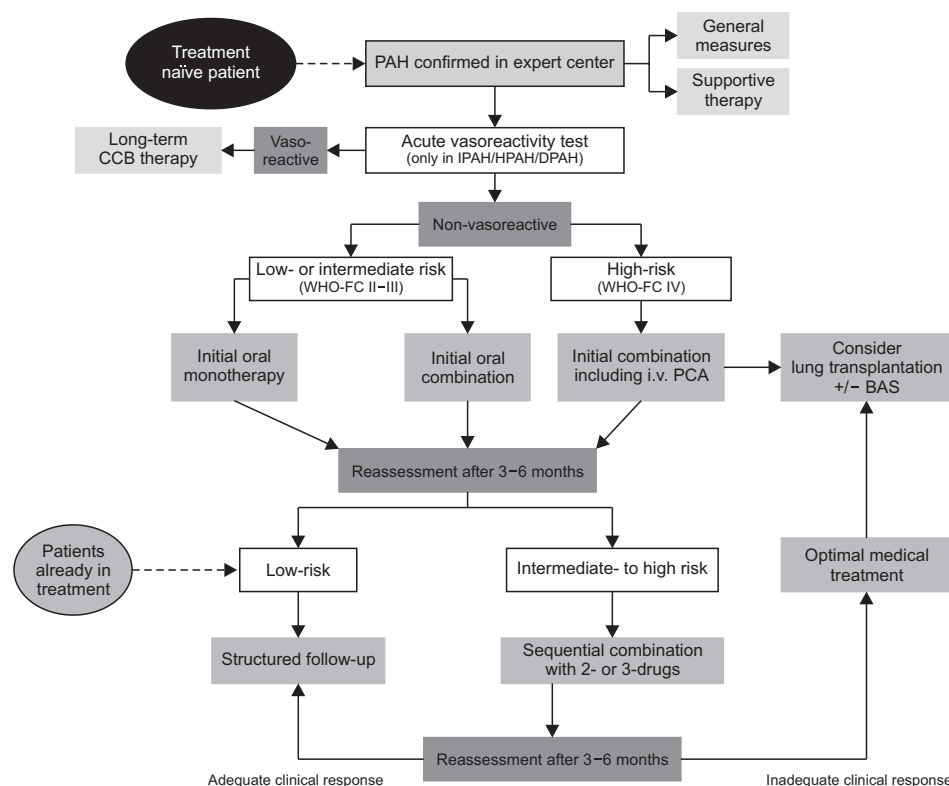 Treatment
naïve patient
PAH confirmed in expert center
General
measures
Supportive
therapy
Long-term
CCB therapy
Vaso-
reactive
Acute vasoreactivity test
(only in IPAH/HPAH/DPAH)
Non-vasoreactive
Low- or intermediate risk
(WHO-FC II−III)
High-risk
(WHO-FC IV)
Initial oral
monotherapy
Initial oral
combination
Initial combination
including i.v. PCA
Consider
lung transplantation
+/− BAS
Reassessment after 3−6 months
Patients
already in
treatment
Low-risk
Intermediate- to high risk
Optimal medical
treatment
Structured follow-up
Sequential combination
with 2- or 3-drugs
Reassessment after 3−6 months
Adequate clinical response
Inadequate clinical response